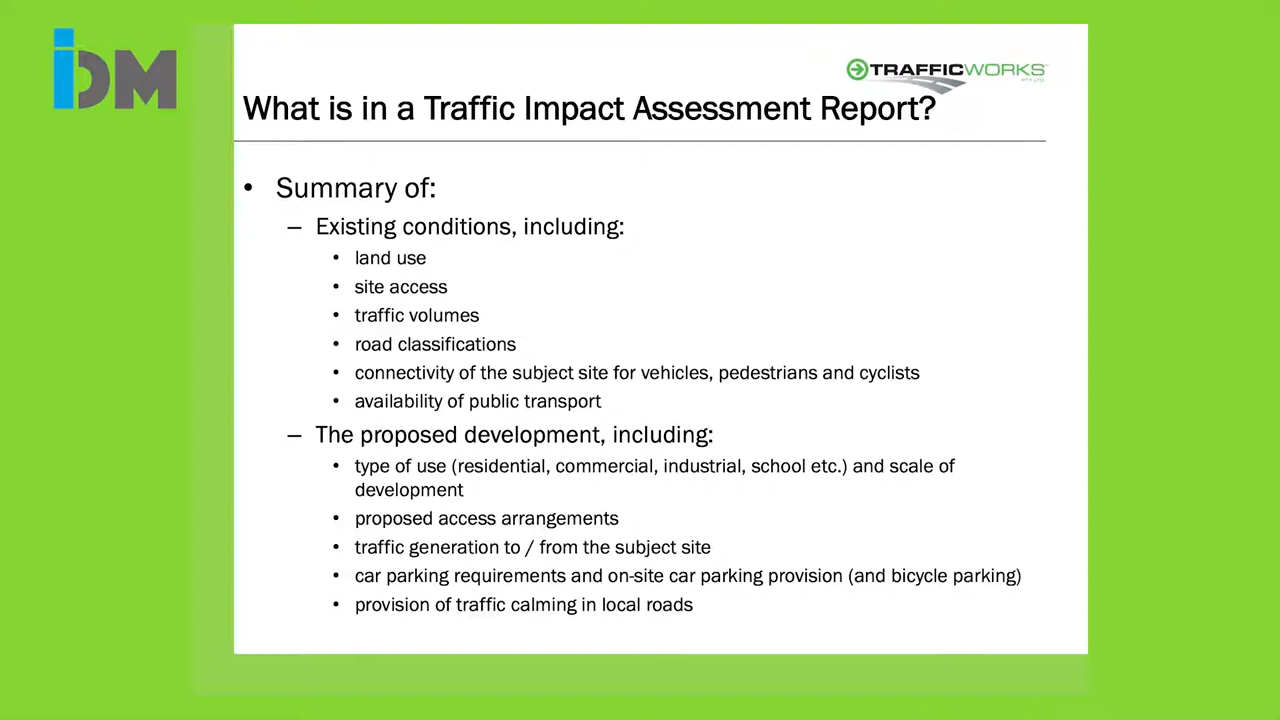 iDM
TRAFFICWORKS
PTY LTD
What is in a Traffic Impact Assessment Report?
• Summary of:
– Existing conditions, including:
• land use
• site access
• traffic volumes
• road classifications
• connectivity of the subject site for vehicles, pedestrians and cyclists
• availability of public transport
– The proposed development, including:
• type of use (residential, commercial, industrial, school etc.) and scale of
development
• proposed access arrangements
• traffic generation to / from the subject site
• car parking requirements and on-site car parking provision (and bicycle parking)
• provision of traffic calming in local roads